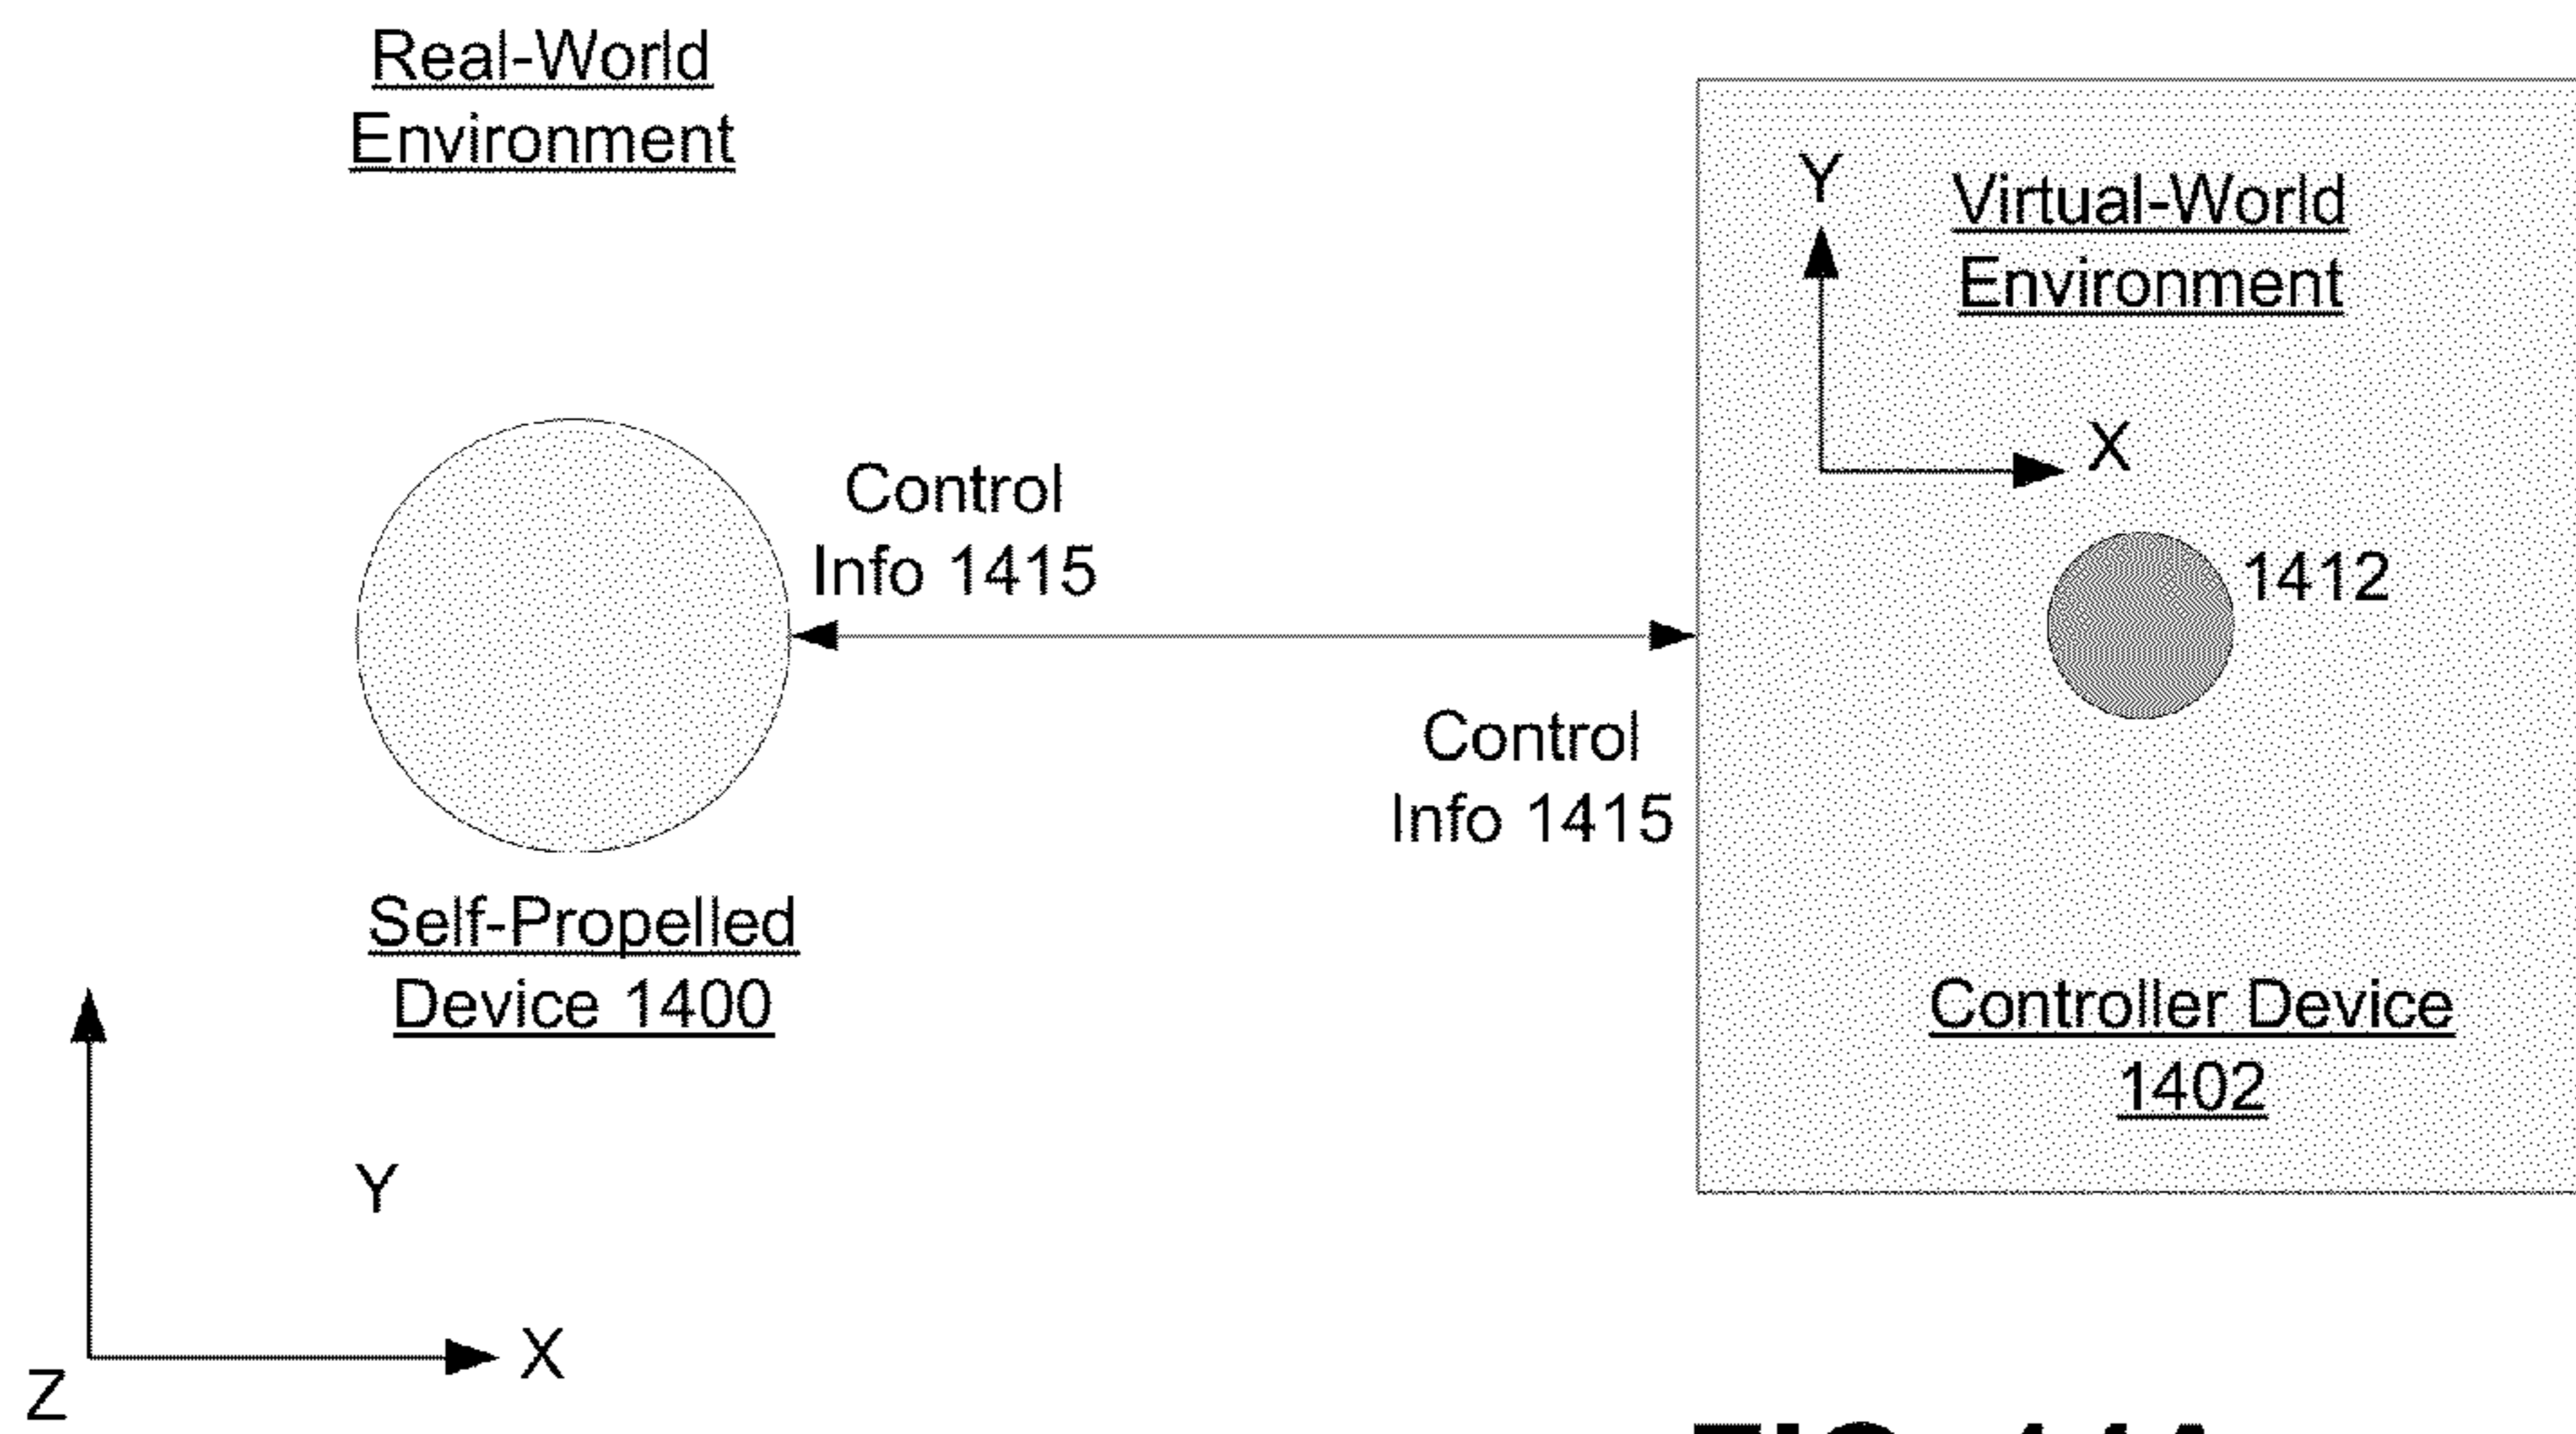 Real-World
Environment
Y
Virtual-World
Environment
X
Control
Info 1415
1412
Control
Info 1415
Self-Propelled
Device 1400
Controller Device
1402
Y
X
Z